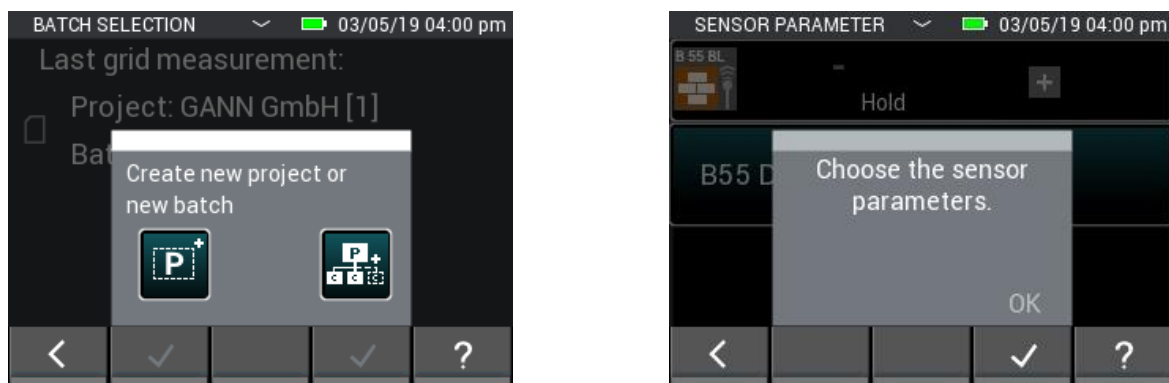 BATCH SELECTION 03/05/19 04:00 pm
Last grid measurement:
Project: GANN GmbH [1]
Bat
Create new project or
new batch
P+
P+
C C C
?
SENSOR PARAMETER 03/05/19 04:00 pm
B 55 BL
-
+
Hold
B55 D
Choose the sensor
parameters.
OK
?